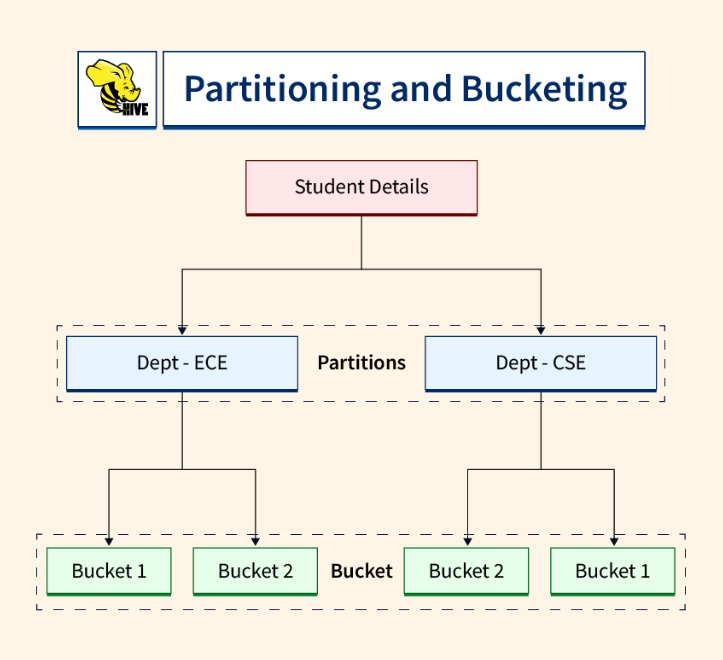 HIVE
Partitioning and Bucketing
Student Details
Dept - ECE
Partitions
Dept - CSE
Bucket 1
Bucket 2
Bucket
Bucket 2
Bucket 1